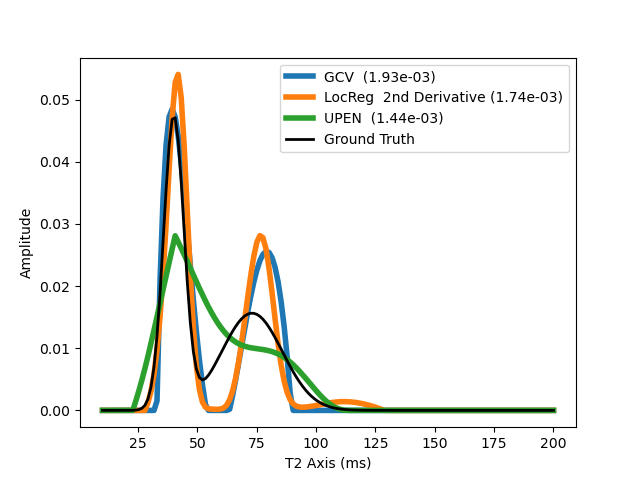 GCV (1.93e-03)
LocReg 2nd Derivative (1.74e-03)
UPEN (1.44e-03)
Ground Truth
0.05
0.04
0.03
0.02
0.01
0.00
Amplitude
25 50 75 100 125 150 175 200
T2 Axis (ms)